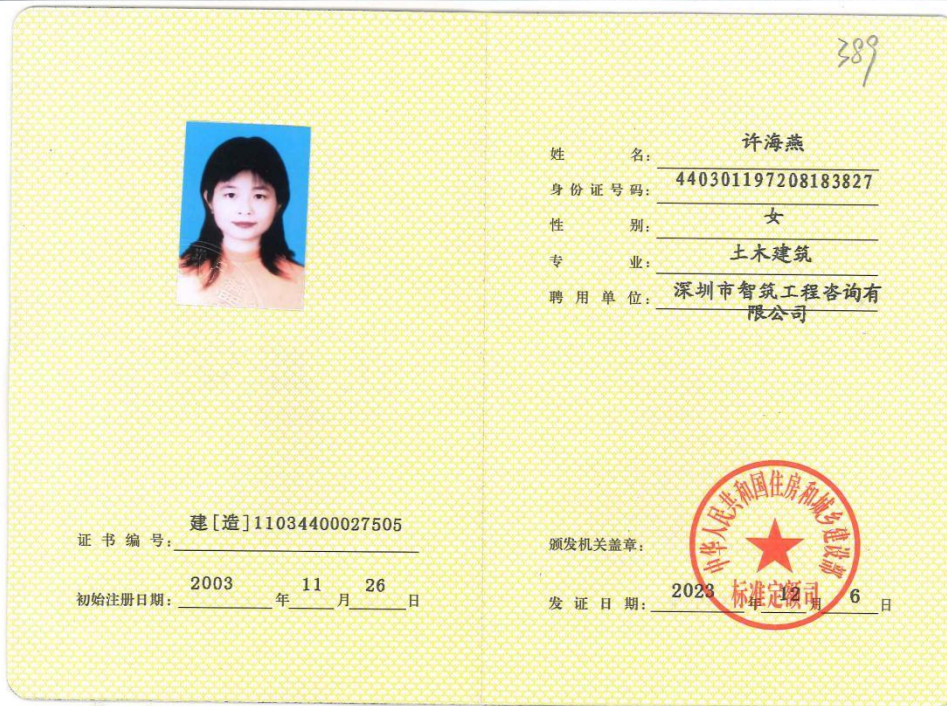 389
姓 名: 许海燕
身份证号码: 440301197208183827
性 别: 女
专 业: 土木建筑
聘用单位: 深圳市智筑工程咨询有
限公司
证书编号: 建[造]11034400027505
初始注册日期: 2003 年 11 月 26 日
颁发机关盖章:
中华人民共和国住房和城乡建设部
标准定额司
发证日期: 2023 年 12 月 6 日